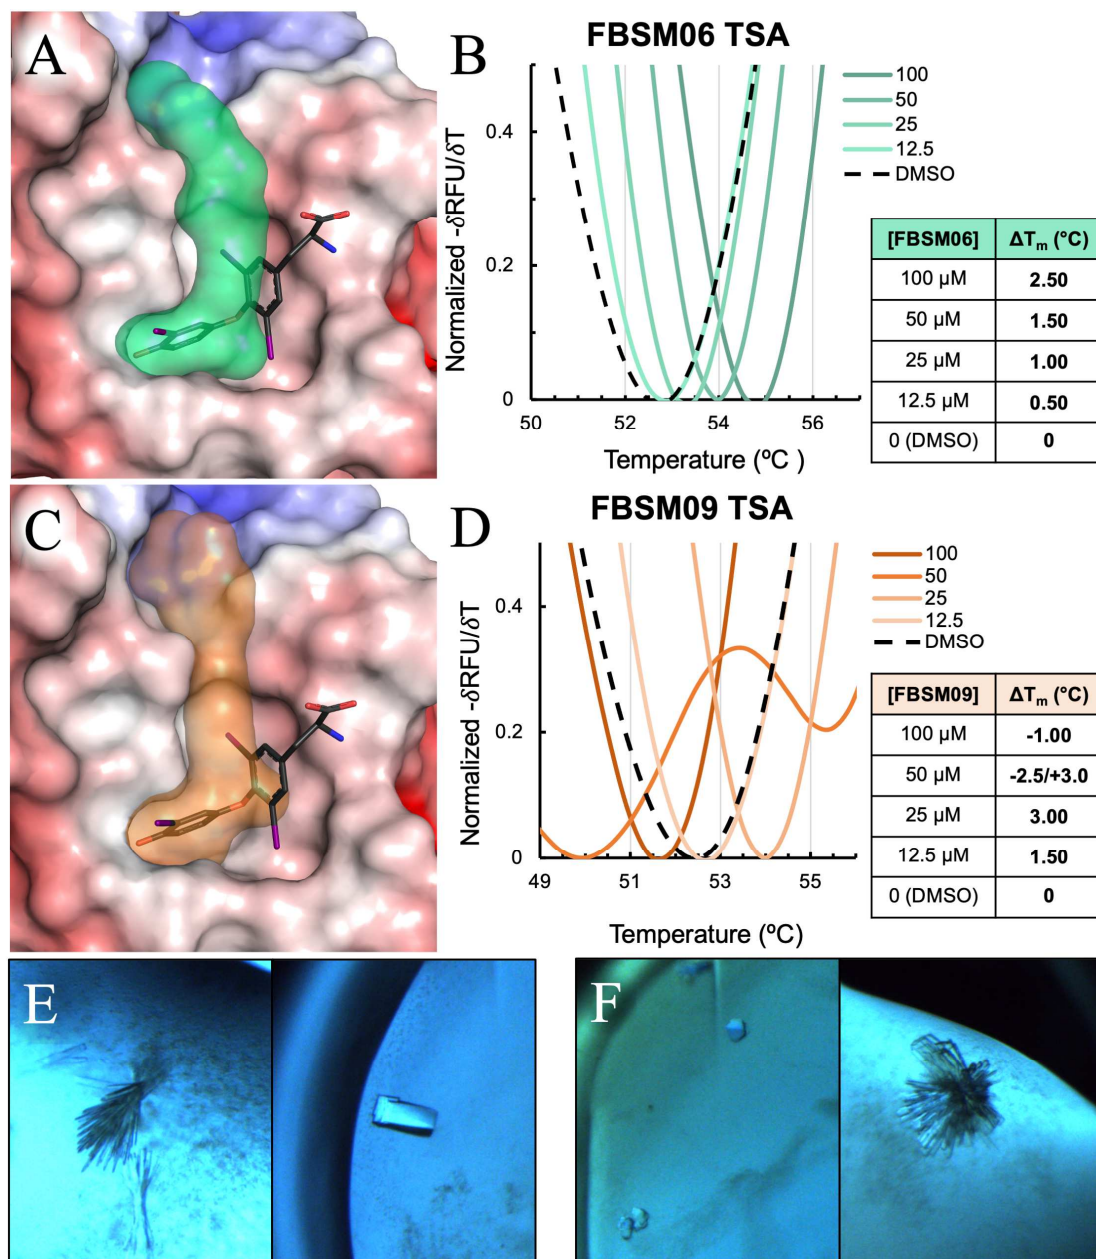 A
B
FBSM06 TSA
Normalized -δRFU/δT
0.4
0.2
0
50
52
54
56
Temperature (ºC )
100
50
25
12.5
DMSO
[FBSM06] ΔTm (°C)
100 µM 2.50
50 µM 1.50
25 µM 1.00
12.5 µM 0.50
0 (DMSO) 0
C
D
FBSM09 TSA
Normalized -δRFU/δT
0.4
0.2
0
49
51
53
55
Temperature (ºC)
100
50
25
12.5
DMSO
[FBSM09] ΔTm (°C)
100 µM -1.00
50 µM -2.5/+3.0
25 µM 3.00
12.5 µM 1.50
0 (DMSO) 0
E
F